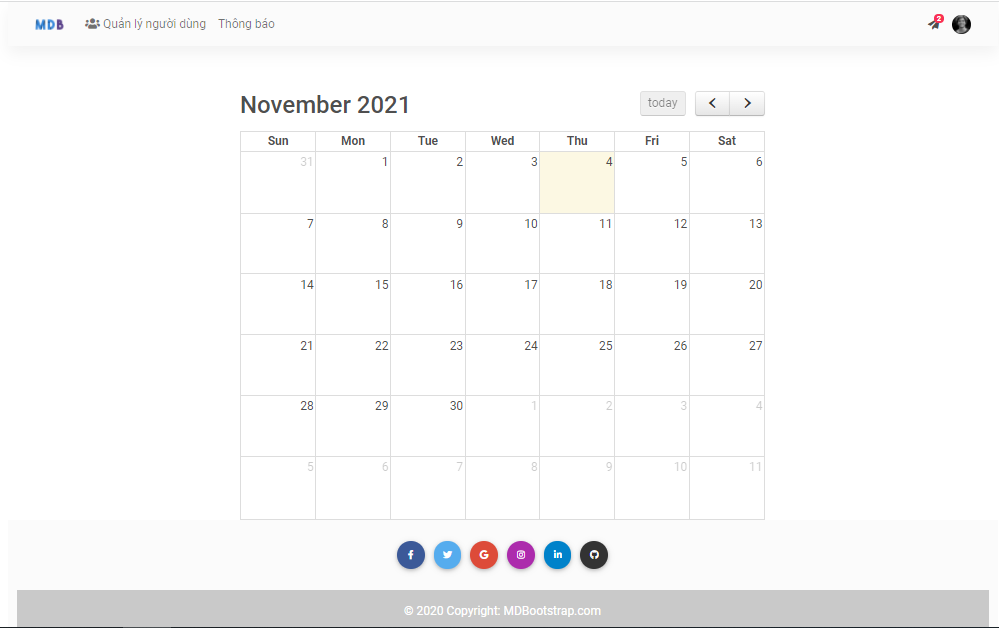 MDB Quản lý người dùng Thông báo 2
November 2021 today
Sun Mon Tue Wed Thu Fri Sat
31 1 2 3 4 5 6
7 8 9 10 11 12 13
14 15 16 17 18 19 20
21 22 23 24 25 26 27
28 29 30 1 2 3 4
5 6 7 8 9 10 11
© 2020 Copyright: MDBootstrap.com